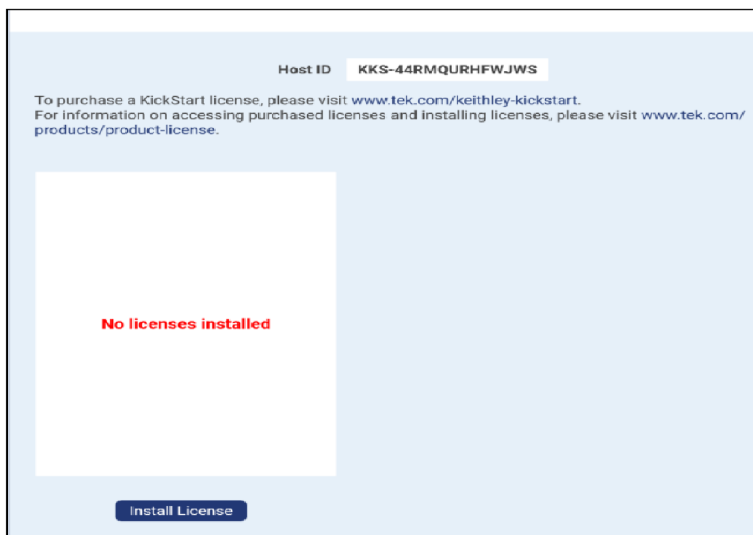 Host ID KKS-44RMQURHFWJWS
To purchase a KickStart license, please visit www.tek.com/keithley-kickstart.
For information on accessing purchased licenses and installing licenses, please visit www.tek.com/
products/product-license.
No licenses installed
Install License